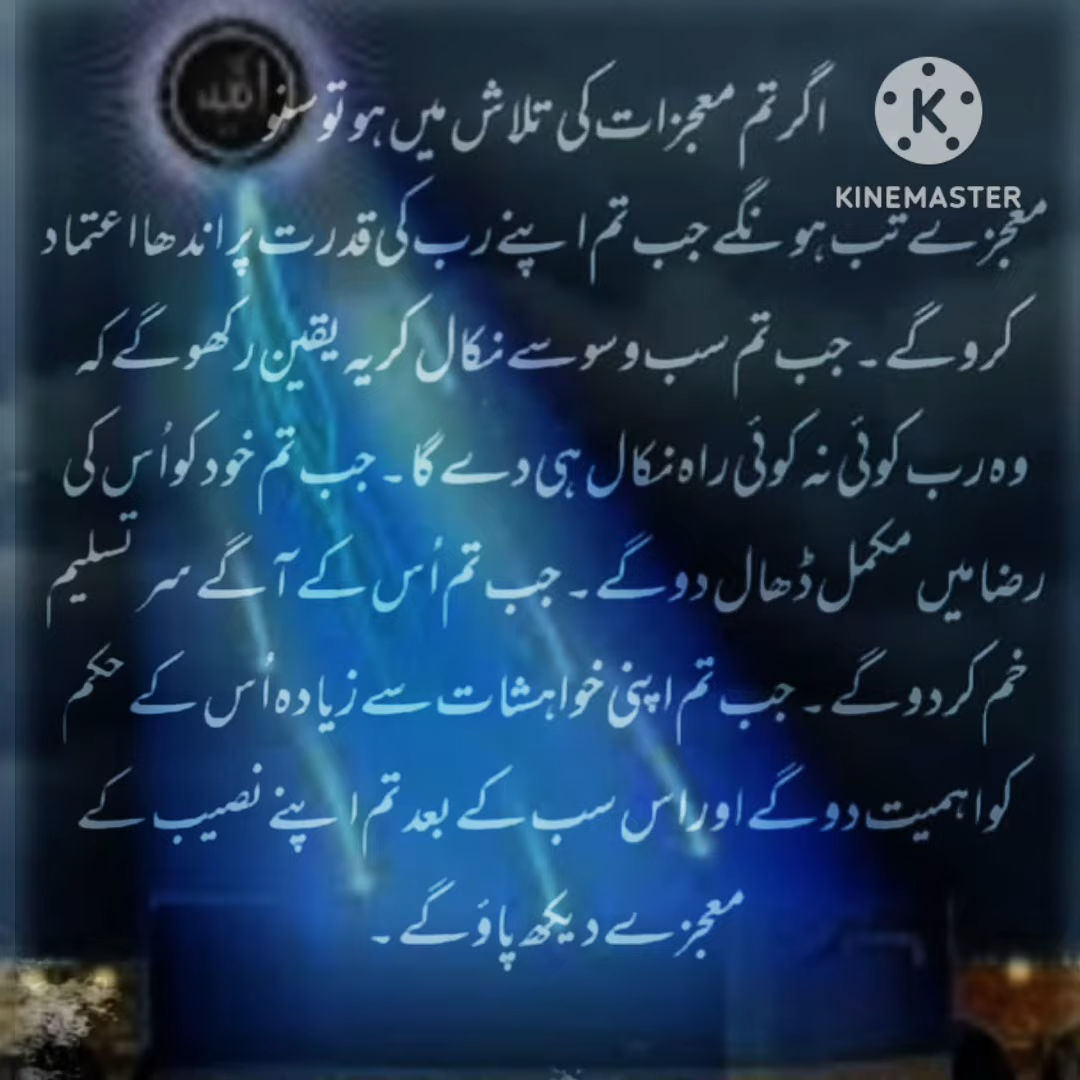 الله
اگر تم معجزات کی تلاش میں ہو تو سنو
KINEMASTER
معجزے تب ہونگے جب تم اپنے رب کی قدرت پر اندھا اعتماد
کرو گے۔ جب تم سب وسوسے نکال کر یہ یقین رکھو گے کہ
وہ رب کوئی نہ کوئی راہ نکال ہی دے گا۔ جب تم خود کو اُس کی
رضا میں مکمل ڈھال دو گے۔ جب تم اُس کے آگے سر تسلیم
خم کر دو گے۔ جب تم اپنی خواہشات سے زیادہ اُس کے حکم
کو اہمیت دو گے اور اس سب کے بعد تم اپنے نصیب کے
معجزے دیکھ پاؤ گے۔